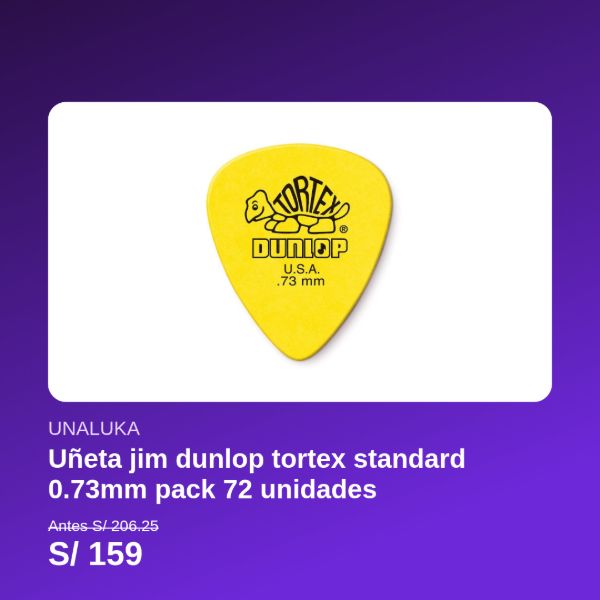 TORTEX
®
DUNLOP
U.S.A.
.73 mm
UNALUKA
Uñeta jim dunlop tortex standard
0.73mm pack 72 unidades
Antes S/ 206.25
S/ 159